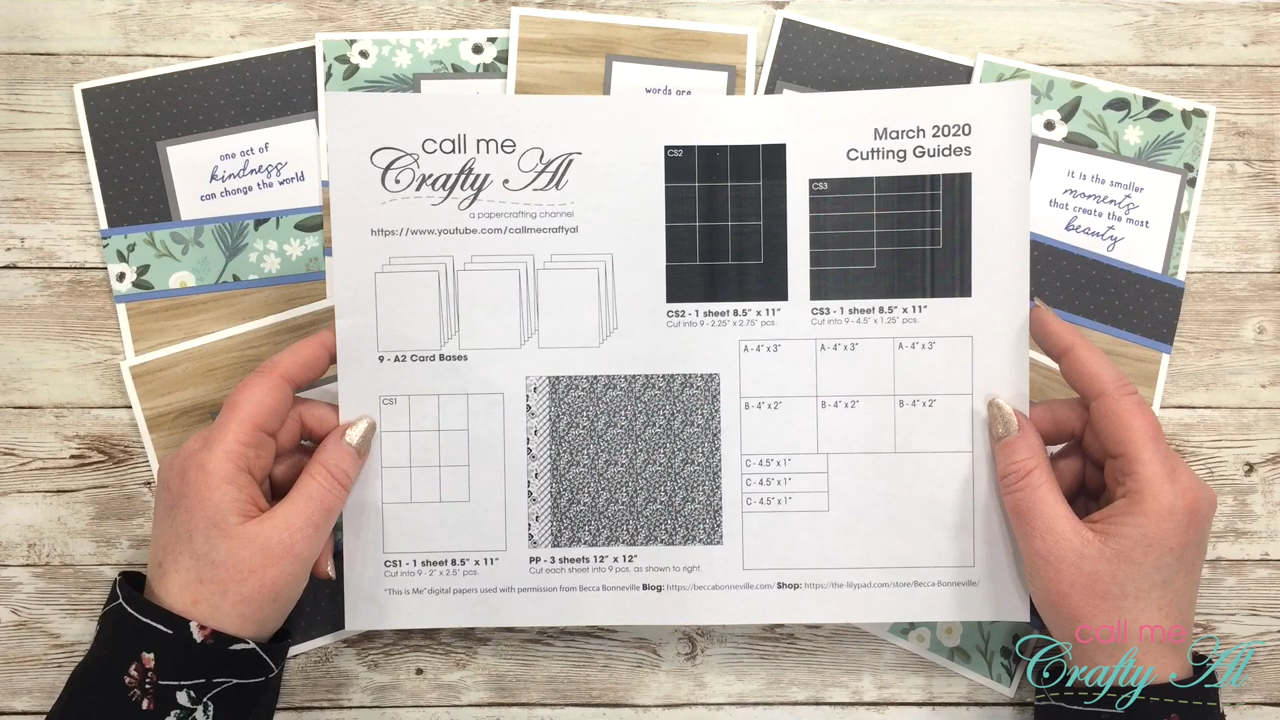 words are
one act of
kindness
can change the world
it is the smaller
moments
that create the most
beauty
call me
Crafty Al
a papercrafting channel
https://www.youtube.com/callmecraftyal
March 2020
Cutting Guides
9 - A2 Card Bases
CS2
CS2 - 1 sheet 8.5" x 11"
Cut into 9 - 2.25" x 2.75" pcs.
CS3
CS3 - 1 sheet 8.5" x 11"
Cut into 9 - 4.5" x 1.25" pcs.
CS1
CS1 - 1 sheet 8.5" x 11"
Cut into 9 - 2" x 2.5" pcs.
PP - 3 sheets 12" x 12"
Cut each sheet into 9 pcs. as shown to right.
A - 4" x 3" A - 4" x 3" A - 4" x 3"
B - 4" x 2" B - 4" x 2" B - 4" x 2"
C - 4.5" x 1"
C - 4.5" x 1"
C - 4.5" x 1"
"This is Me" digital papers used with permission from Becca Bonneville Blog: https://beccabonneville.com/ Shop: https://the-lilypad.com/store/Becca-Bonneville/
call me
Crafty Al